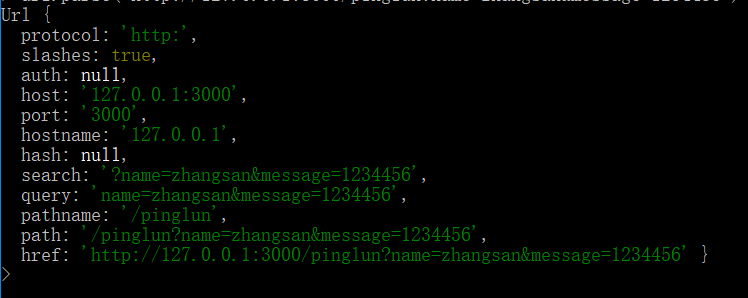 Url {
  protocol: 'http:',
  slashes: true,
  auth: null,
  host: '127.0.0.1:3000',
  port: '3000',
  hostname: '127.0.0.1',
  hash: null,
  search: '?name=zhangsan&message=1234456',
  query: 'name=zhangsan&message=1234456',
  pathname: '/pinglun',
  path: '/pinglun?name=zhangsan&message=1234456',
  href: 'http://127.0.0.1:3000/pinglun?name=zhangsan&message=1234456' }
>